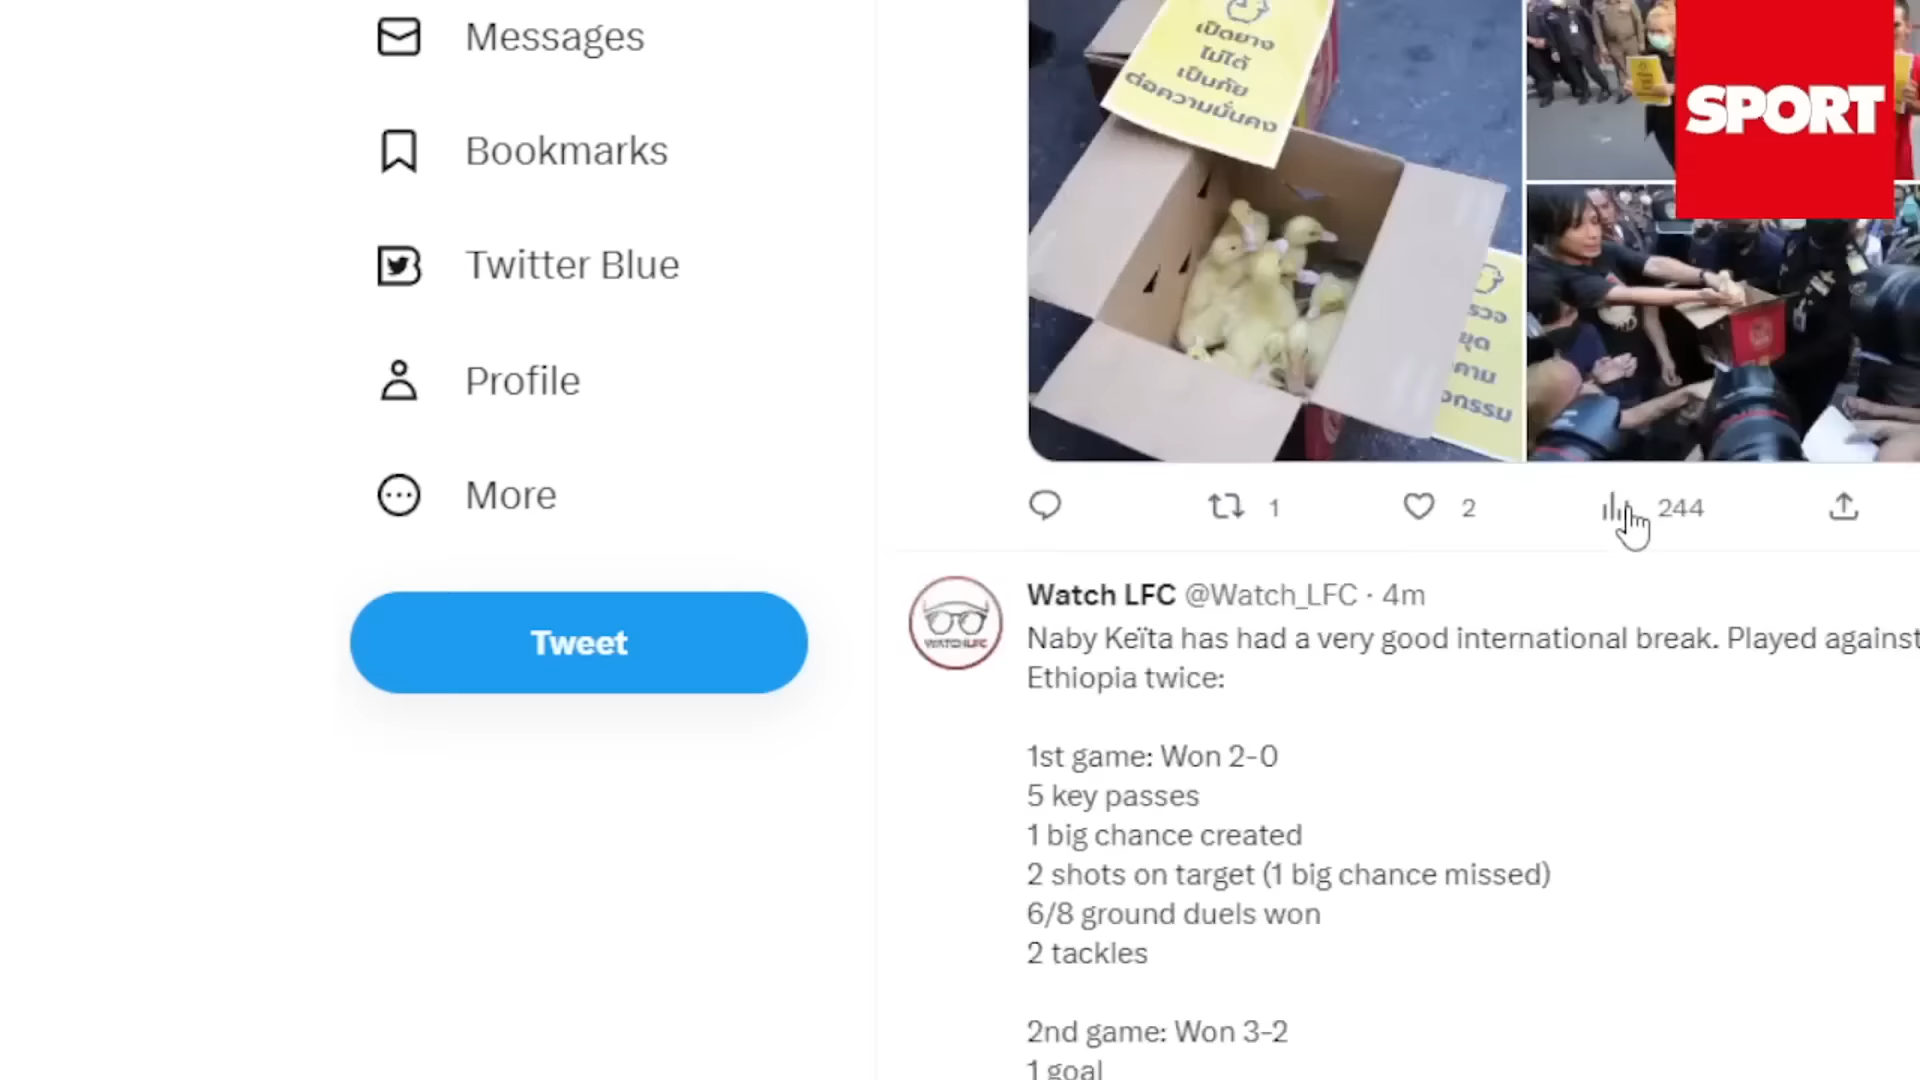 Messages
Bookmarks
Twitter Blue
Profile
More
Tweet
เป็ดยาง
ไม่ได้
เป็นภัย
ต่อความมั่นคง
SPORT
1
2
244
Watch LFC @Watch_LFC · 4m
Naby Keïta has had a very good international break. Played against
Ethiopia twice:
1st game: Won 2-0
5 key passes
1 big chance created
2 shots on target (1 big chance missed)
6/8 ground duels won
2 tackles
2nd game: Won 3-2
1 goal
WATCHLFC